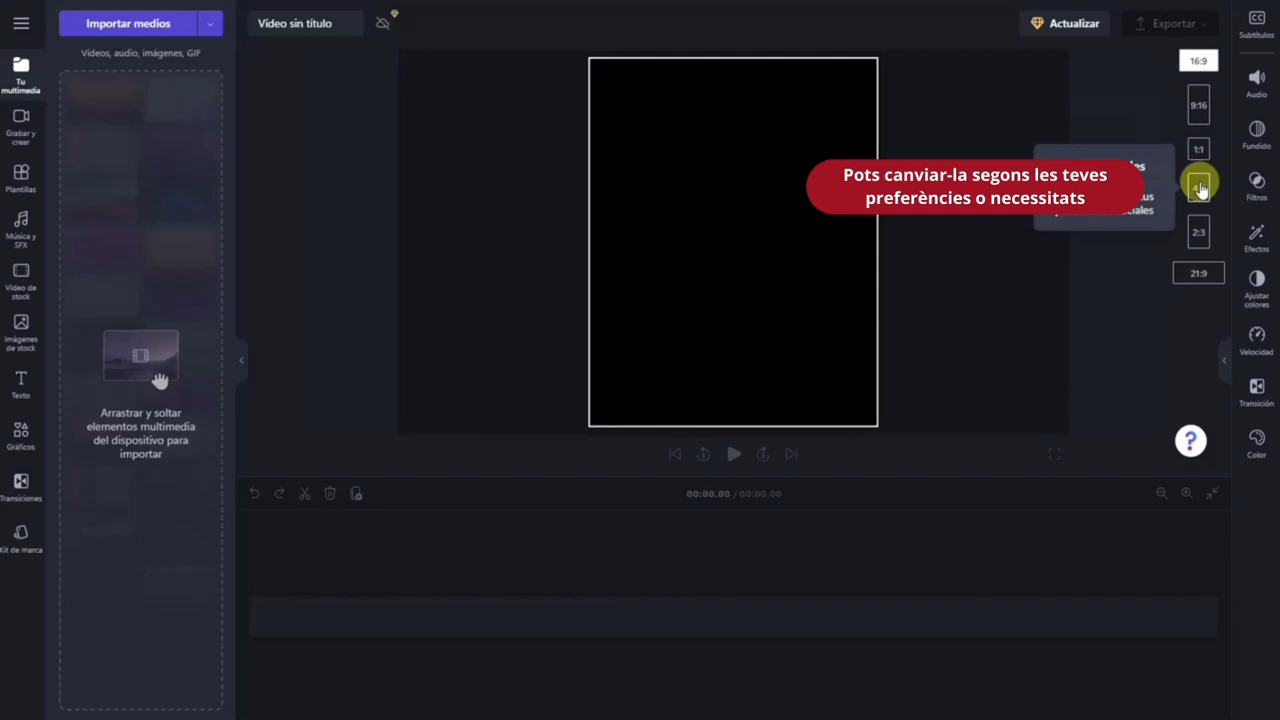 Importar medios
Vídeos, audio, imágenes, GIF
Tu
multimedia
Grabar y
crear
Plantillas
Música y
SFX
Vídeo de
stock
Imágenes
de stock
Texto
Gráficos
Transiciones
Kit de marca
Arrastrar y soltar
elementos multimedia
del dispositivo para
importar
Vídeo sin título
Actualizar
Exportar
16:9
9:16
1:1
2:3
21:9
Pots canviar-la segons les teves
preferències o necessitats
?
00:00.00 / 00:00.00
Subtítulos
Audio
Fundido
Filtros
Efectos
Ajustar
colores
Velocidad
Transición
Color